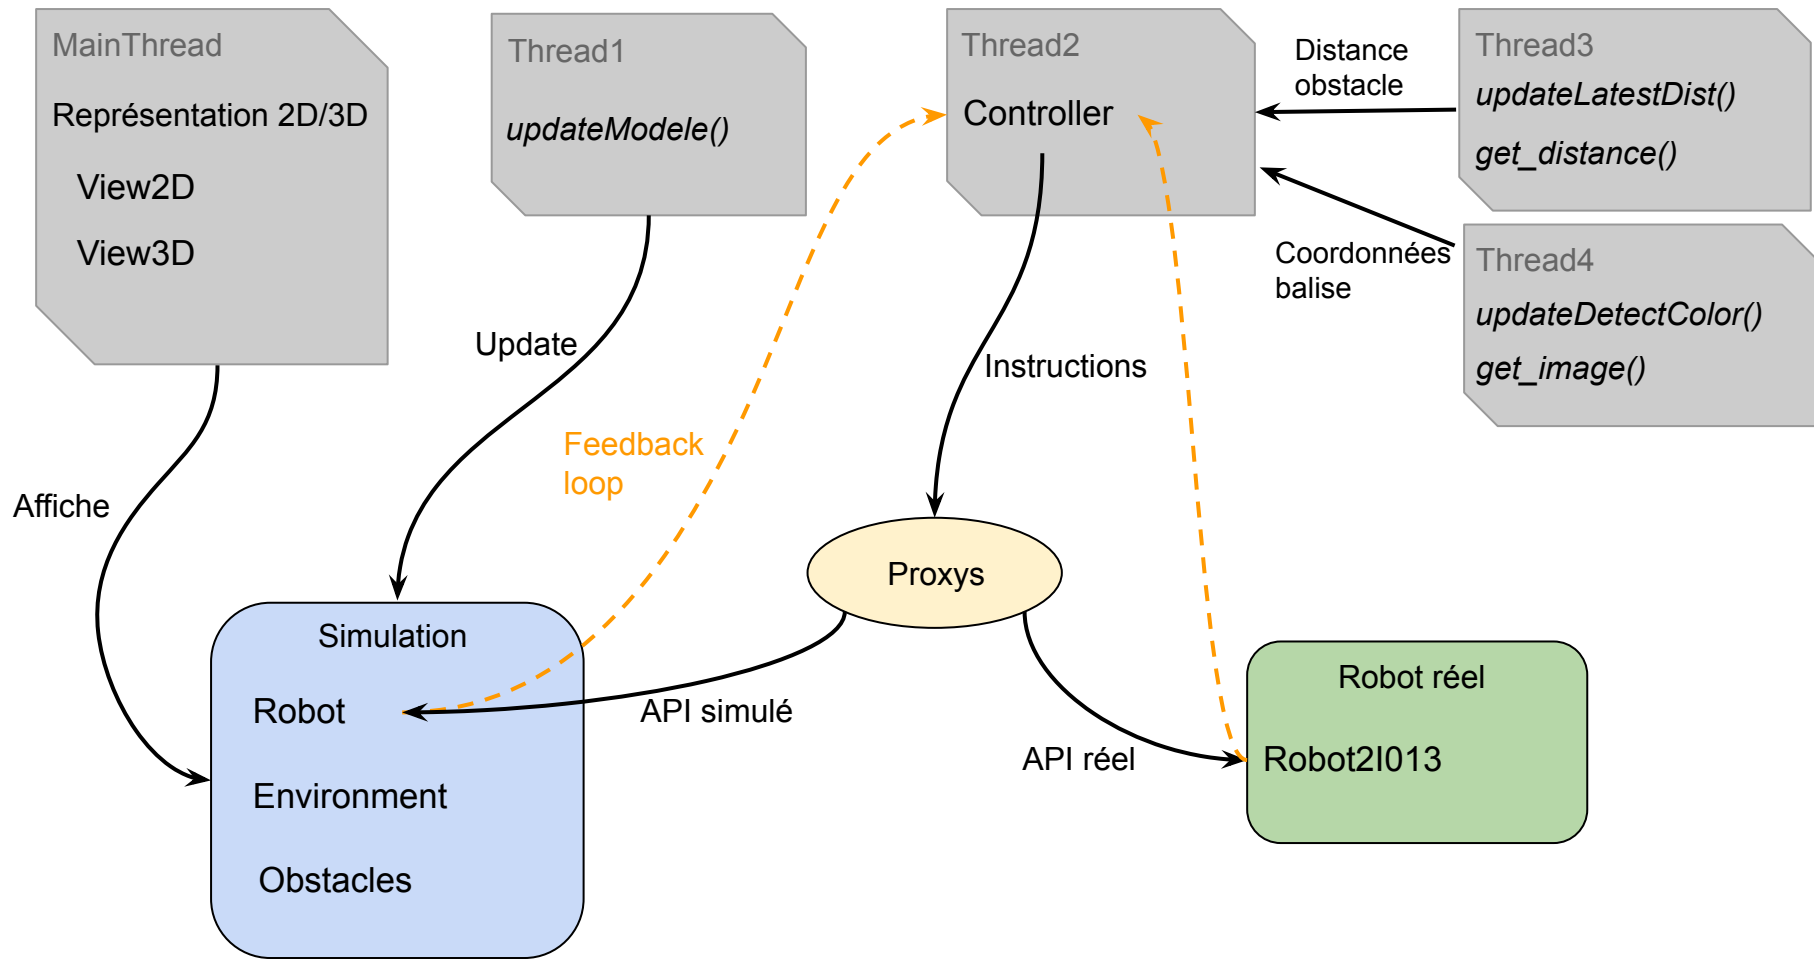 MainThread
Représentation 2D/3D
View2D
View3D
Thread1
updateModele()
Thread2
Controller
Distance
obstacle
Thread3
updateLatestDist()
get_distance()
Coordonnées
balise
Thread4
updateDetectColor()
get_image()
Update
Instructions
Feedback
loop
Affiche
Proxys
Simulation
Robot
Environment
Obstacles
API simulé
API réel
Robot réel
Robot2I013